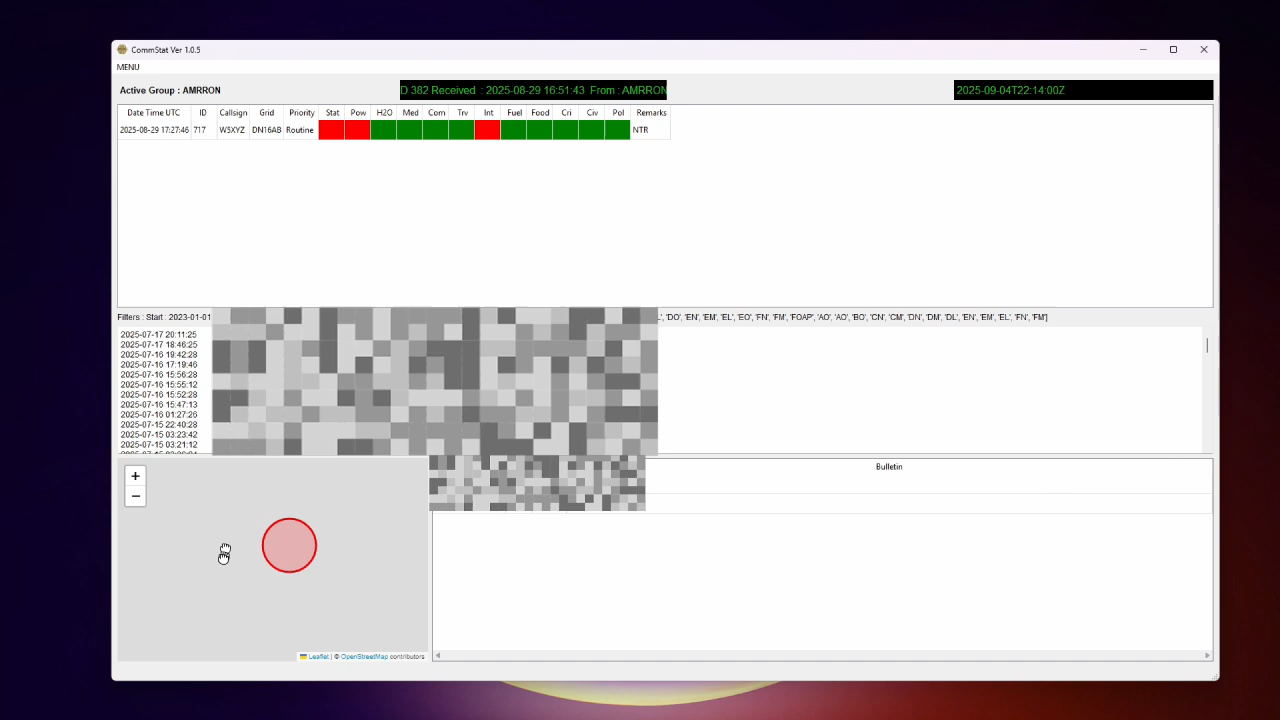 CommStat Ver 1.0.5
MENU
Active Group : AMRRON
D 382 Received : 2025-08-29 16:51:43 From : AMRRON
2025-09-04T22:14:00Z
Date Time UTC ID Callsign Grid Priority Stat Pow H2O Med Com Trv Int Fuel Food Cri Civ Pol Remarks
2025-08-29 17:27:46 717 W5XYZ DN16AB Routine NTR
Filters : Start : 2023-01-01 'DO', 'EN', 'EM', 'EL', 'EO', 'FN', 'FM', 'FOAP', 'AO', 'AO', 'BO', 'CN', 'CM', 'DN', 'DM', 'DL', 'EN', 'EM', 'EL', 'FN', 'FM']
2025-07-17 20:11:25
2025-07-17 18:46:25
2025-07-16 19:42:28
2025-07-16 17:19:46
2025-07-16 15:56:28
2025-07-16 15:55:12
2025-07-16 15:52:28
2025-07-16 15:47:13
2025-07-16 01:27:26
2025-07-15 22:40:28
2025-07-15 03:23:42
2025-07-15 03:21:12
Bulletin
+
−
Leaflet | © OpenStreetMap contributors